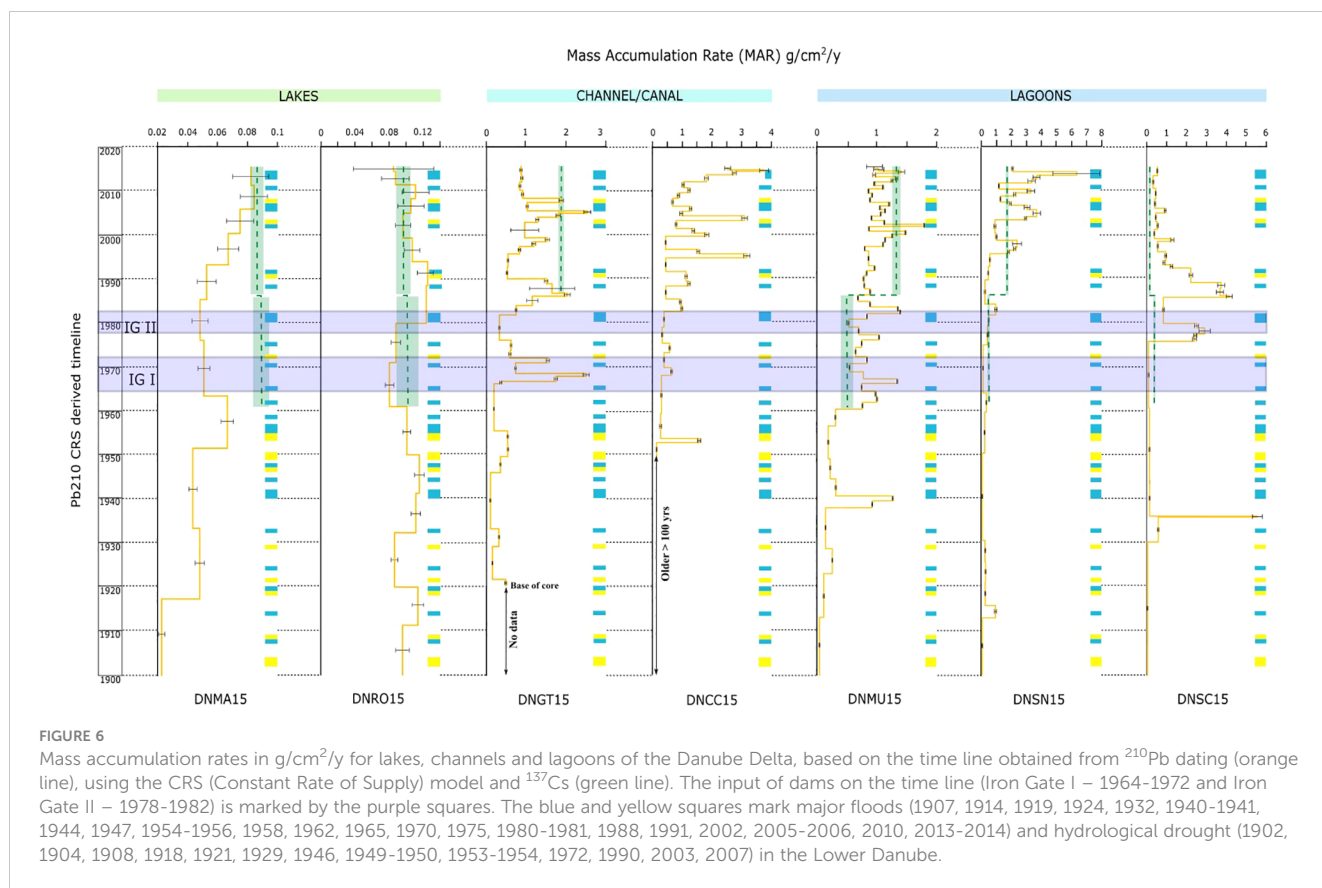 Mass Accumulation Rate (MAR) g/cm²/y
LAKES CHANNEL/CANAL LAGOONS
0.02 0.04 0.06 0.08 0.1 0 0.04 0.08 0.12 0 1 2 3 0 1 2 3 4 0 1 2 0 1 2 3 4 5 6 7 8 0 1 2 3 4 5 6
Pb210 CRS derived timeline
2020
2010
2000
1990
1980
IG II
1970
IG I
1960
1950
1940
1930
1920
1910
1900
Base of core
No data
Older > 100 yrs
DNMA15 DNRO15 DNGT15 DNCC15 DNMU15 DNSN15 DNSC15
FIGURE 6
Mass accumulation rates in g/cm²/y for lakes, channels and lagoons of the Danube Delta, based on the time line obtained from ²¹⁰Pb dating (orange
line), using the CRS (Constant Rate of Supply) model and ¹³⁷Cs (green line). The input of dams on the time line (Iron Gate I – 1964-1972 and Iron
Gate II – 1978-1982) is marked by the purple squares. The blue and yellow squares mark major floods (1907, 1914, 1919, 1924, 1932, 1940-1941,
1944, 1947, 1954-1956, 1958, 1962, 1965, 1970, 1975, 1980-1981, 1988, 1991, 2002, 2005-2006, 2010, 2013-2014) and hydrological drought (1902,
1904, 1908, 1918, 1921, 1929, 1946, 1949-1950, 1953-1954, 1972, 1990, 2003, 2007) in the Lower Danube.